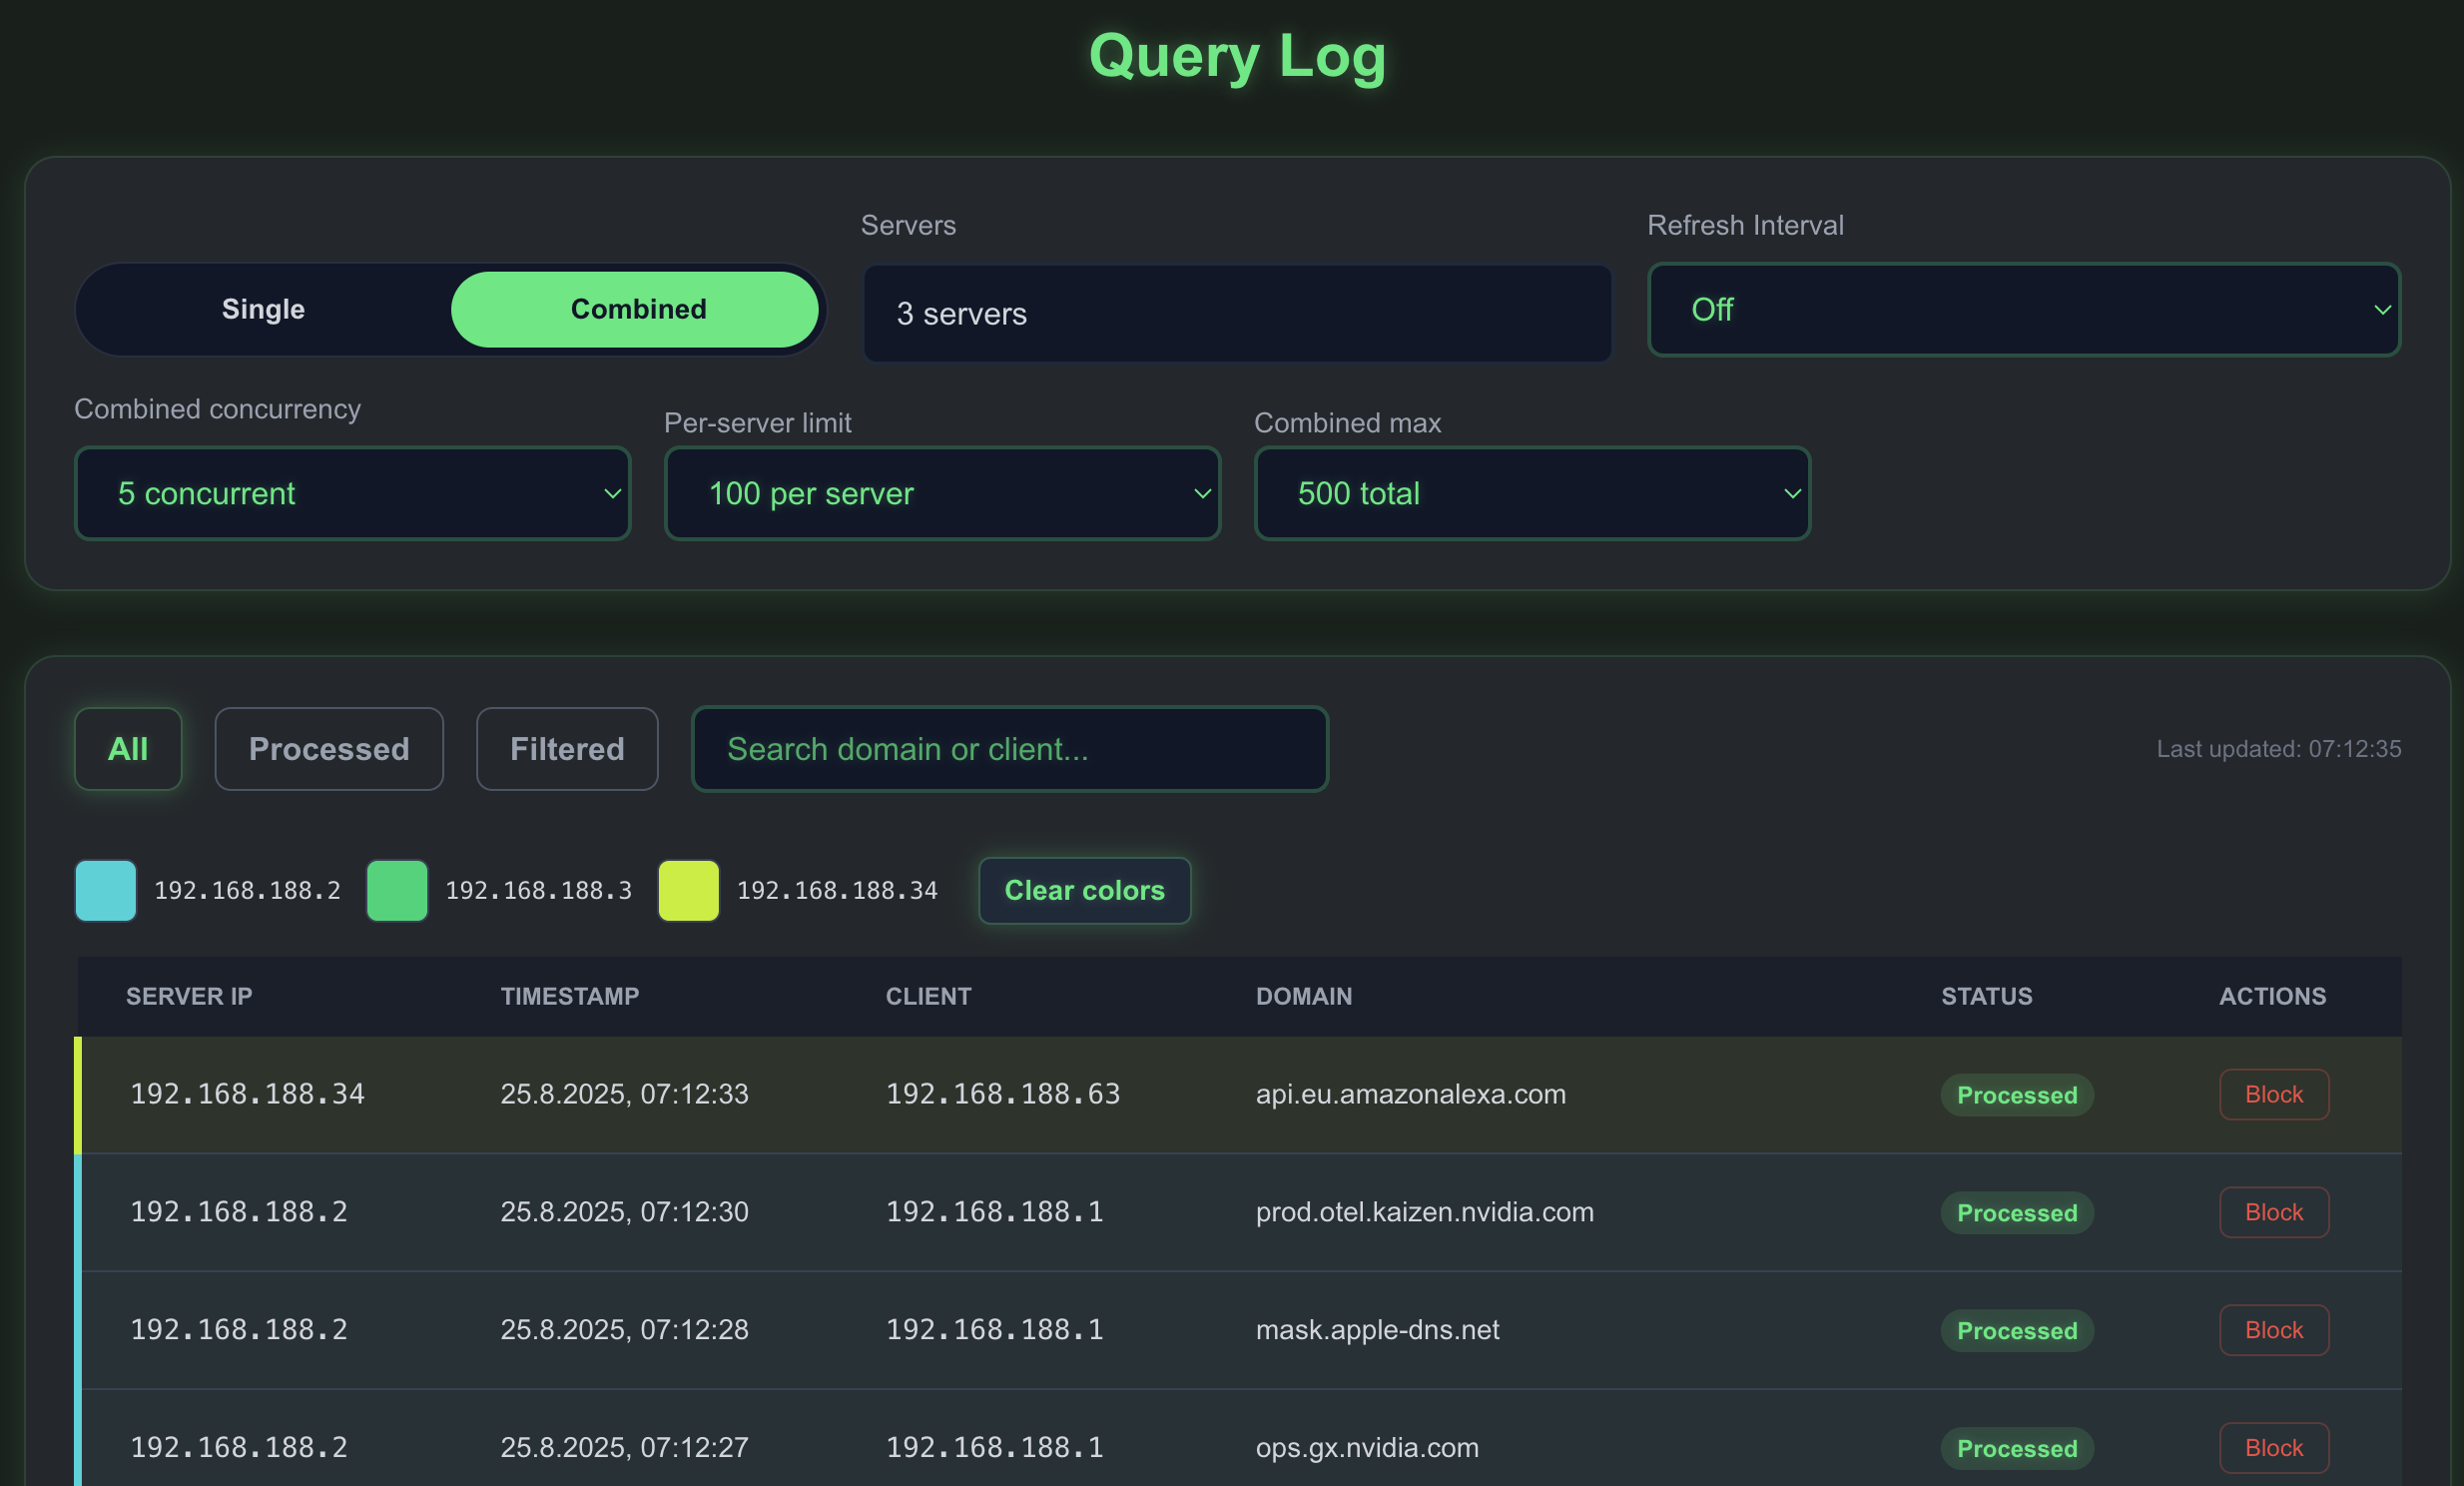 Query Log
Servers
Refresh Interval
Single Combined
3 servers
Off
Combined concurrency
Per-server limit
Combined max
5 concurrent
100 per server
500 total
All Processed Filtered Search domain or client... Last updated: 07:12:35
192.168.188.2 192.168.188.3 192.168.188.34 Clear colors
SERVER IP TIMESTAMP CLIENT DOMAIN STATUS ACTIONS
192.168.188.34 25.8.2025, 07:12:33 192.168.188.63 api.eu.amazonalexa.com Processed Block
192.168.188.2 25.8.2025, 07:12:30 192.168.188.1 prod.otel.kaizen.nvidia.com Processed Block
192.168.188.2 25.8.2025, 07:12:28 192.168.188.1 mask.apple-dns.net Processed Block
192.168.188.2 25.8.2025, 07:12:27 192.168.188.1 ops.gx.nvidia.com Processed Block